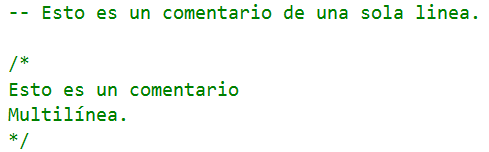 -- Esto es un comentario de una sola linea.
/*
Esto es un comentario
Multilínea.
*/